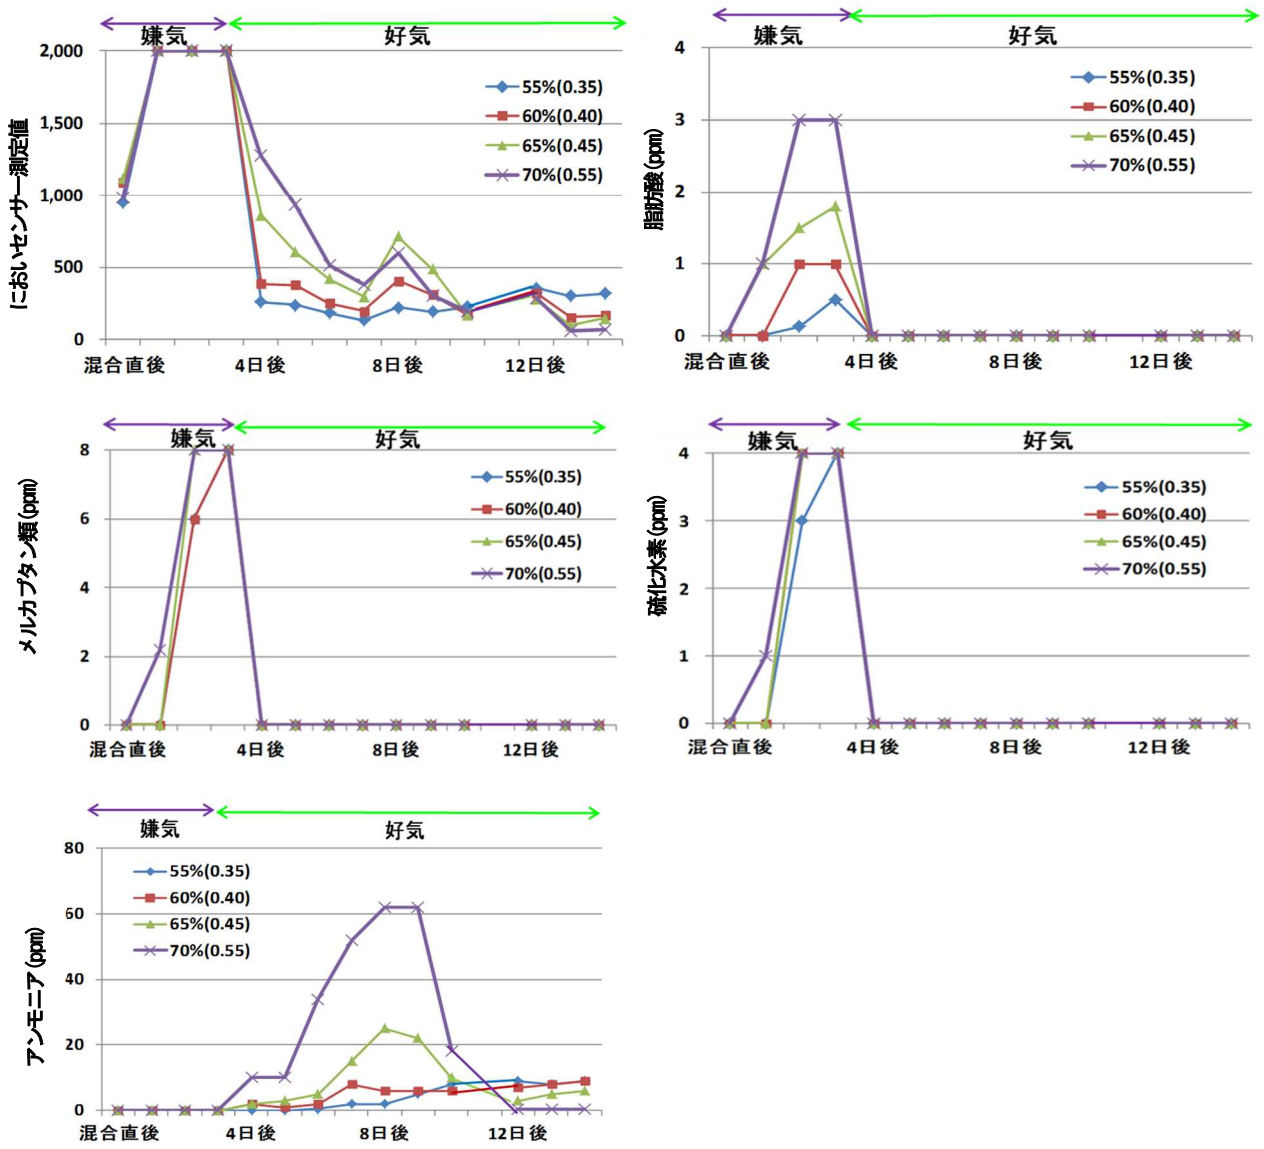 嫌気
好気
2,000
1,500
1,000
500
0
においセンサー測定値
55%(0.35)
60%(0.40)
65%(0.45)
70%(0.55)
混合直後
4日後
8日後
12日後
嫌気
好気
4
3
2
1
0
脂肪酸(ppm)
55%(0.35)
60%(0.40)
65%(0.45)
70%(0.55)
混合直後
4日後
8日後
12日後
嫌気
好気
8
6
4
2
0
メルカプタン類(ppm)
55%(0.35)
60%(0.40)
65%(0.45)
70%(0.55)
混合直後
4日後
8日後
12日後
嫌気
好気
4
3
2
1
0
硫化水素(ppm)
55%(0.35)
60%(0.40)
65%(0.45)
70%(0.55)
混合直後
4日後
8日後
12日後
嫌気
好気
80
60
40
20
0
アンモニア(ppm)
55%(0.35)
60%(0.40)
65%(0.45)
70%(0.55)
混合直後
4日後
8日後
12日後